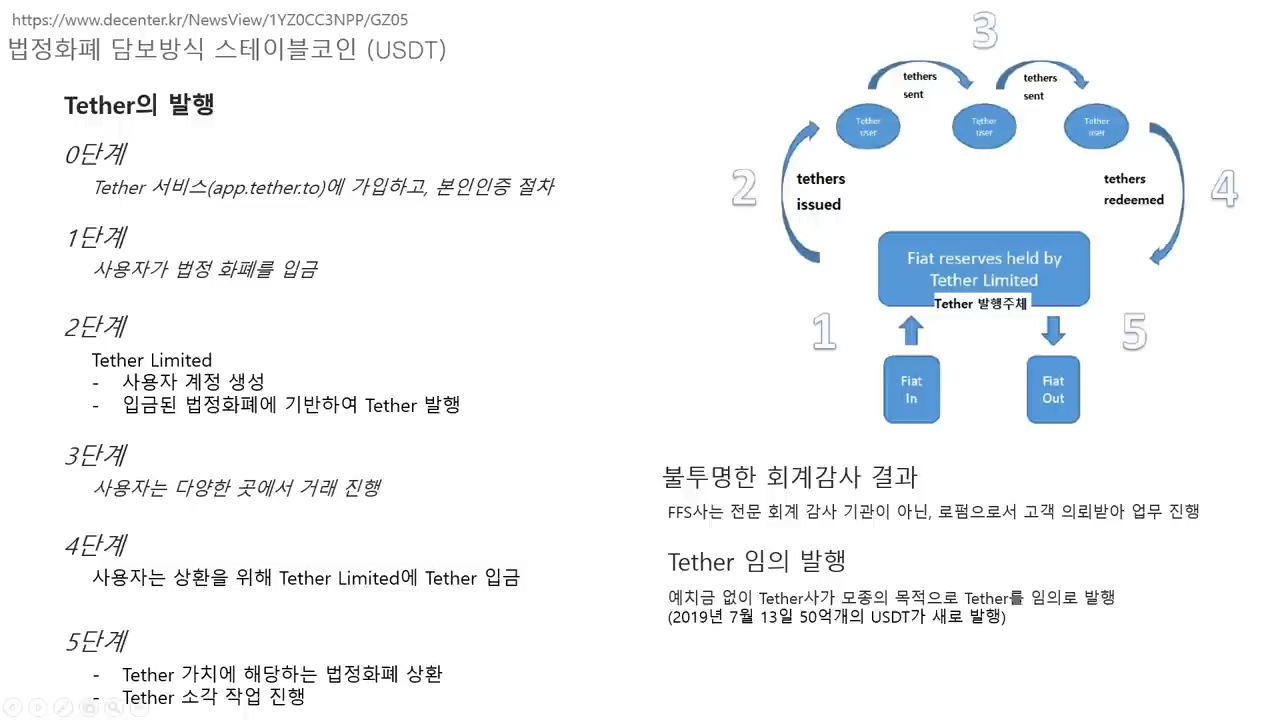 https://www.decenter.kr/NewsView/1YZ0CC3NPP/GZ05
법정화폐 담보방식 스테이블코인 (USDT)
Tether의 발행
0단계
Tether 서비스(app.tether.to)에 가입하고, 본인인증 절차
1단계
사용자가 법정 화폐를 입금
2단계
Tether Limited
- 사용자 계정 생성
- 입금된 법정화폐에 기반하여 Tether 발행
3단계
사용자는 다양한 곳에서 거래 진행
4단계
사용자는 상환을 위해 Tether Limited에 Tether 입금
5단계
- Tether 가치에 해당하는 법정화폐 상환
- Tether 소각 작업 진행
3
tethers
sent
tethers
sent
Tether
user
Tether
user
Tether
user
2
tethers
issued
tethers
redeemed
4
Fiat reserves held by
Tether Limited
Tether 발행주체
1
5
Fiat
In
Fiat
Out
불투명한 회계감사 결과
FFS사는 전문 회계 감사 기관이 아닌, 로펌으로서 고객 의뢰받아 업무 진행
Tether 임의 발행
예치금 없이 Tether사가 모종의 목적으로 Tether를 임의로 발행
(2019년 7월 13일 50억개의 USDT가 새로 발행)